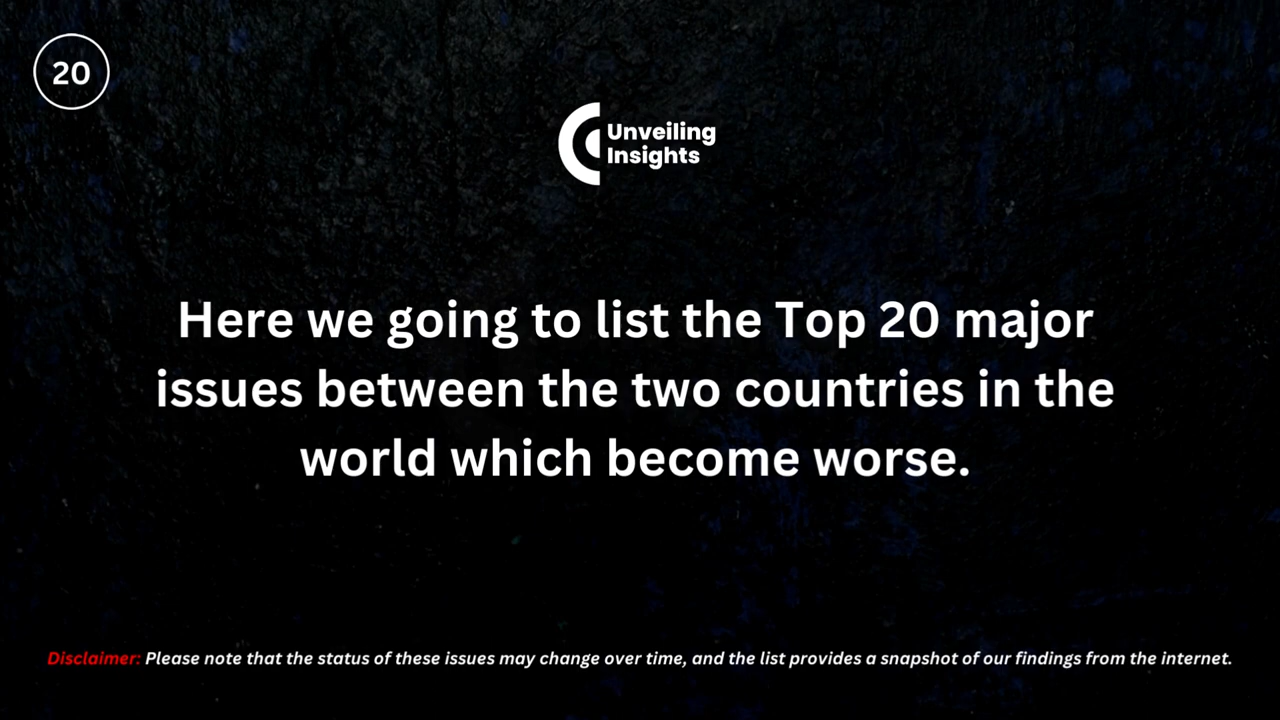 20
Unveiling
Insights
Here we going to list the Top 20 major
issues between the two countries in the
world which become worse.
Disclaimer: Please note that the status of these issues may change over time, and the list provides a snapshot of our findings from the internet.